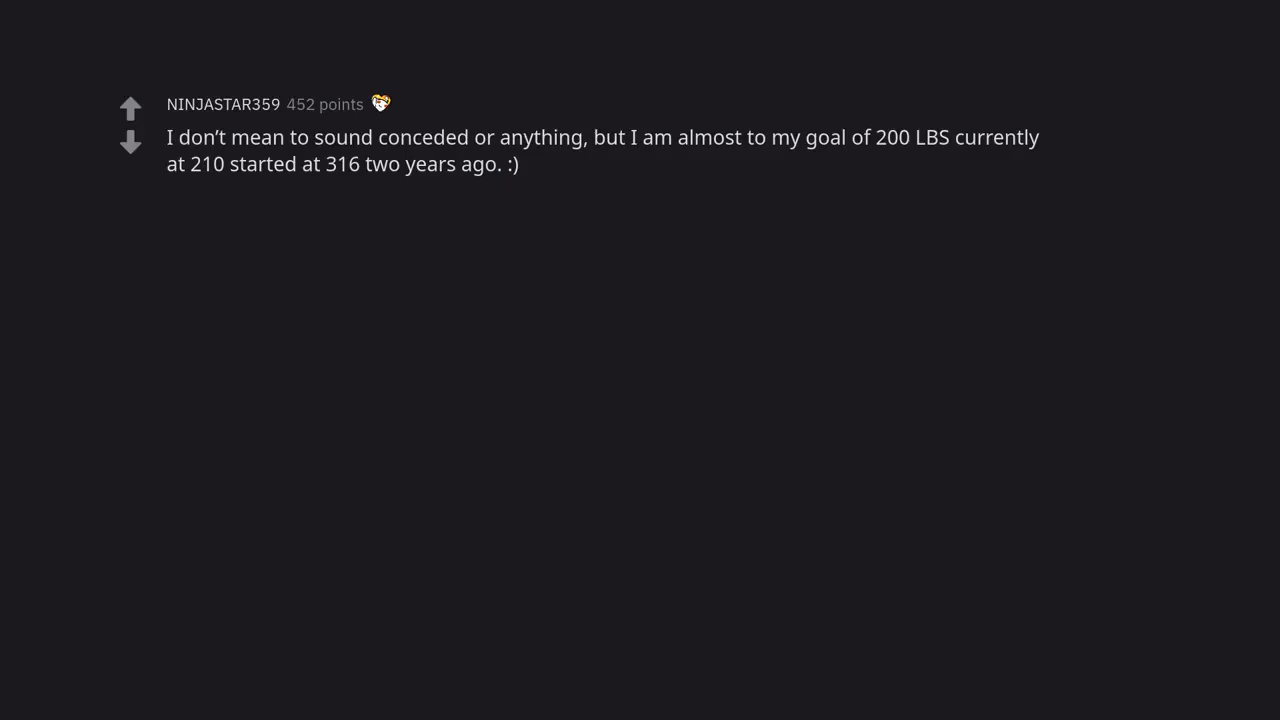 NINJASTAR359 452 points
I don’t mean to sound conceded or anything, but I am almost to my goal of 200 LBS currently
at 210 started at 316 two years ago. :)